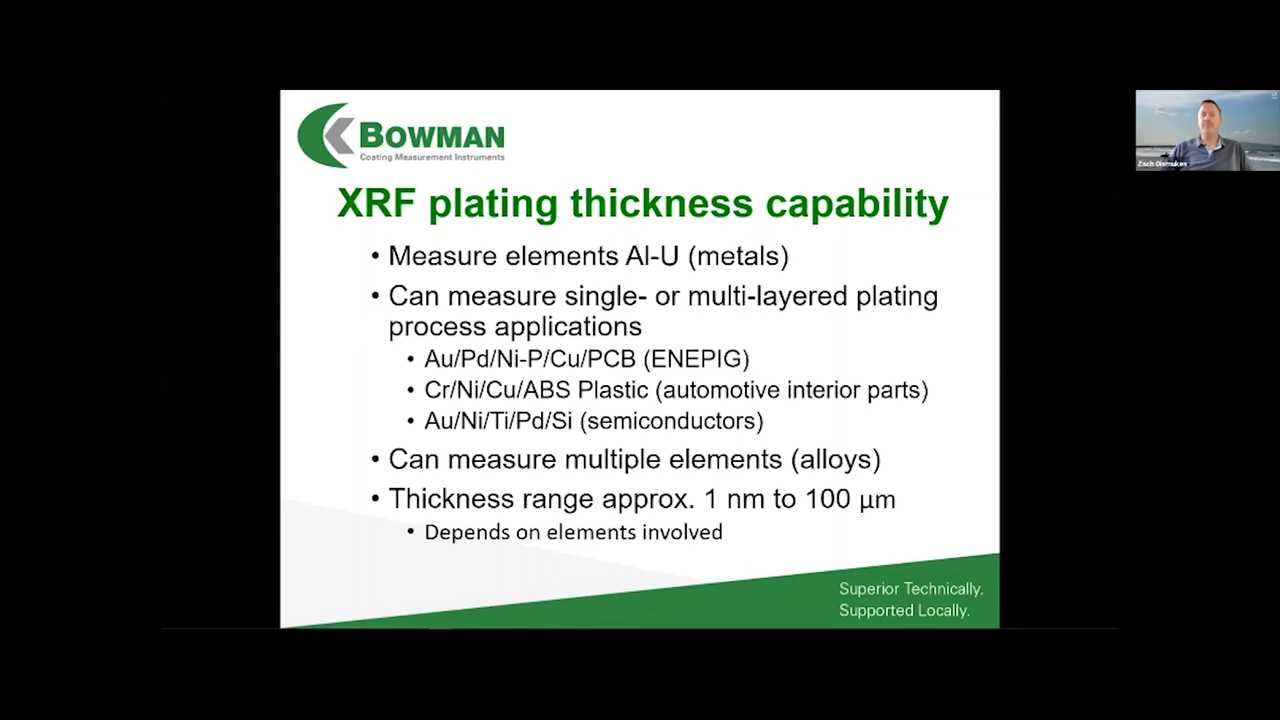 BOWMAN
Coating Measurement Instruments
XRF plating thickness capability
• Measure elements Al-U (metals)
• Can measure single- or multi-layered plating
process applications
• Au/Pd/Ni-P/Cu/PCB (ENEPIG)
• Cr/Ni/Cu/ABS Plastic (automotive interior parts)
• Au/Ni/Ti/Pd/Si (semiconductors)
• Can measure multiple elements (alloys)
• Thickness range approx. 1 nm to 100 µm
• Depends on elements involved
Superior Technically.
Supported Locally.
Zach Dismukes